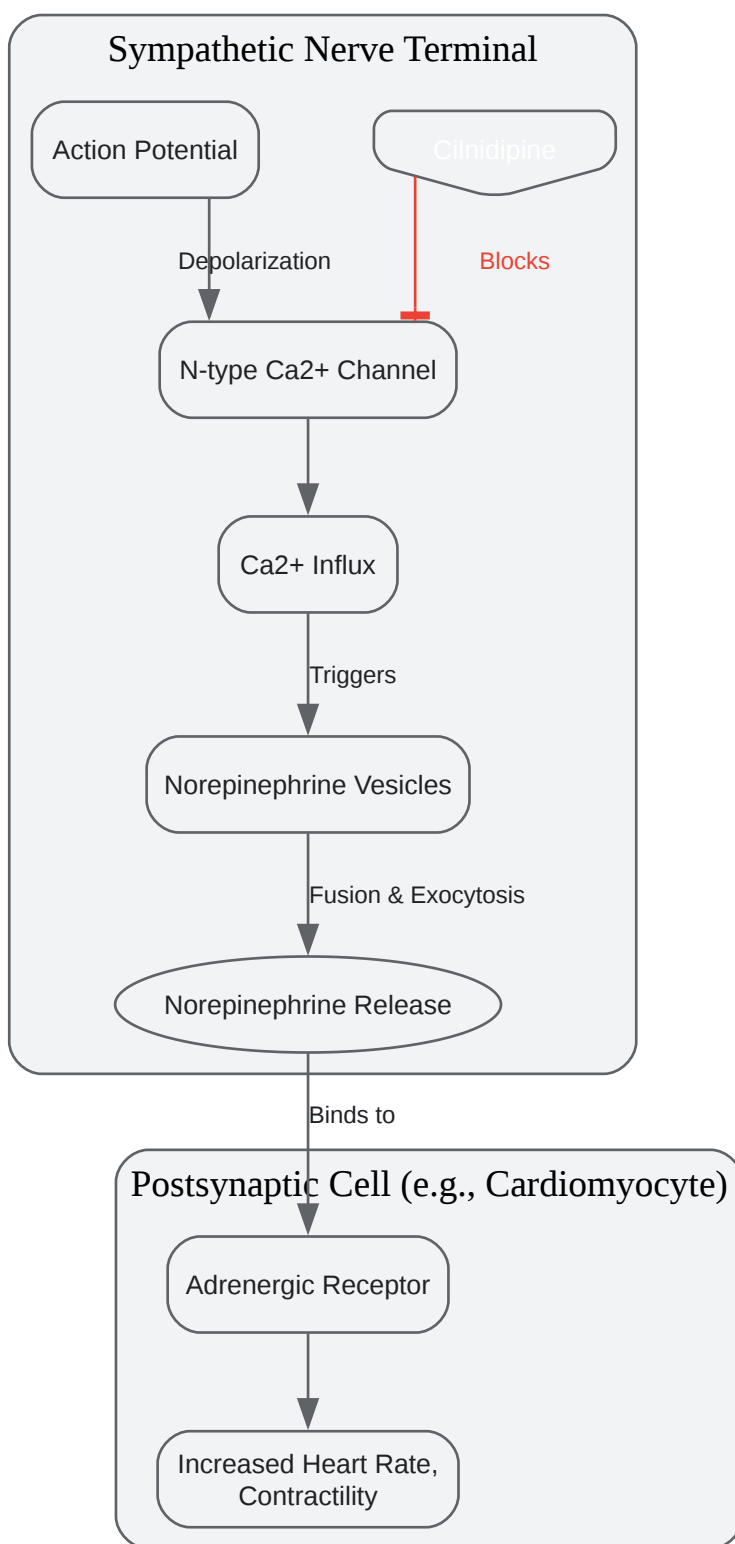 Sympathetic Nerve Terminal
Action Potential
Cilnidipine
Depolarization
Blocks
N-type Ca2+ Channel
Ca2+ Influx
Triggers
Norepinephrine Vesicles
Fusion & Exocytosis
Norepinephrine Release
Binds to
Postsynaptic Cell (e.g., Cardiomyocyte)
Adrenergic Receptor
Increased Heart Rate,
Contractility